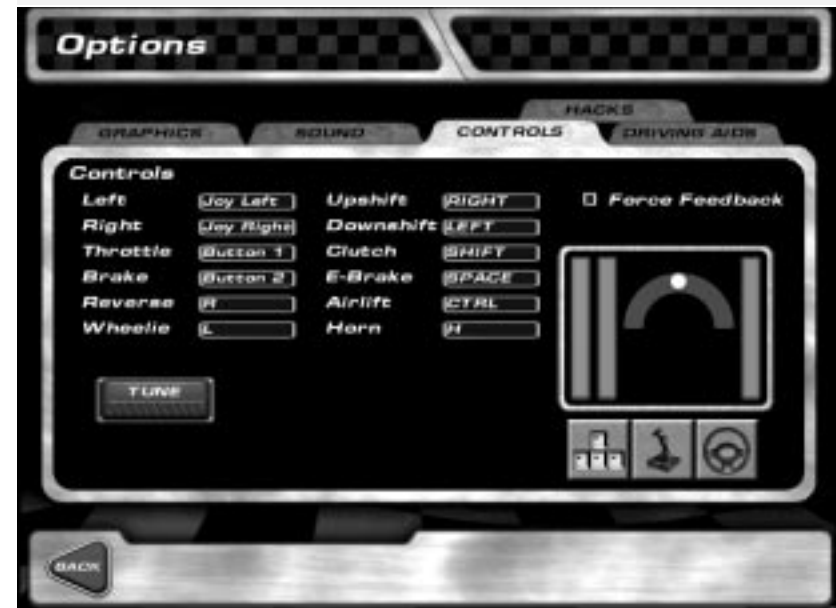 Options
HACKS
GRAPHICS SOUND CONTROLS DRIVING AIDS
Controls
Left Joy Left Upshift RIGHT Force Feedback
Right Joy Right Downshift LEFT
Throttle Button 1 Clutch SHIFT
Brake Button 2 E-Brake SPACE
Reverse R Airlift CTRL
Wheelie L Horn H
TUNE
BACK